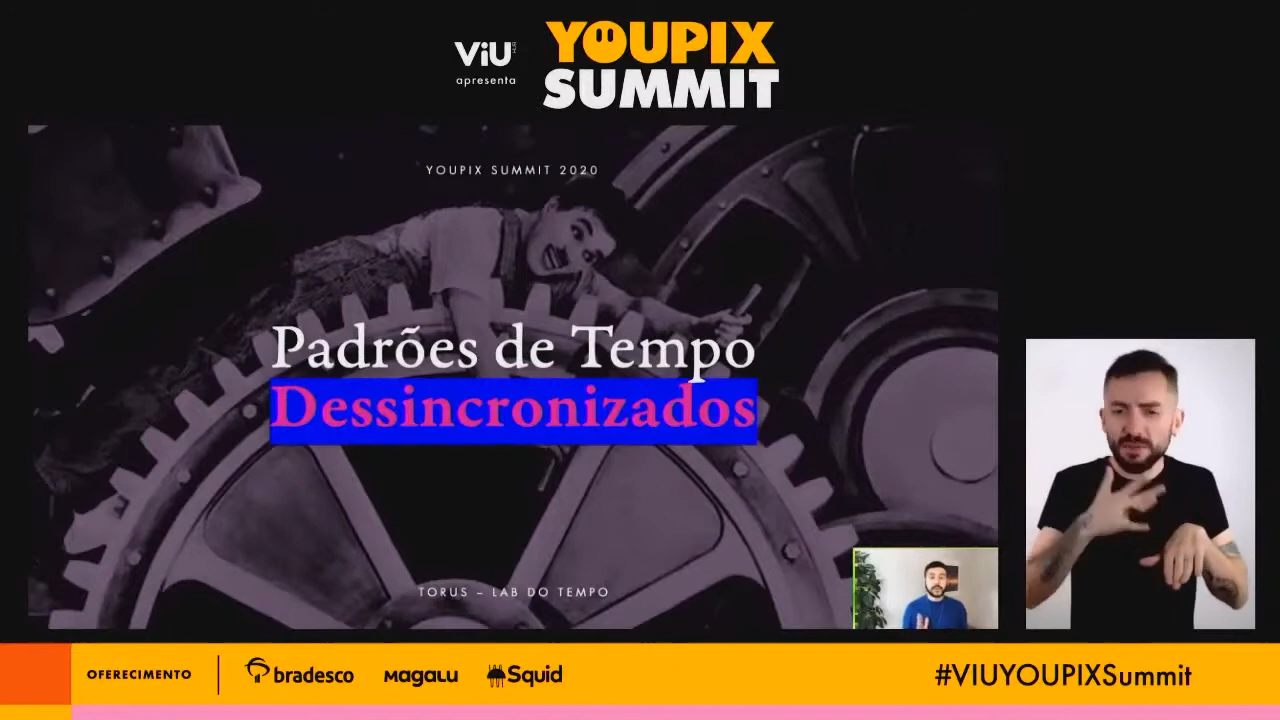 ViU
HUB
apresenta
YOUPIX
SUMMIT
YOUPIX SUMMIT 2020
Padrões de Tempo
Dessincronizados
TORUS – LAB DO TEMPO
OFERECIMENTO
bradesco
MAGALU
Squid
#VIUYOUPIXSummit